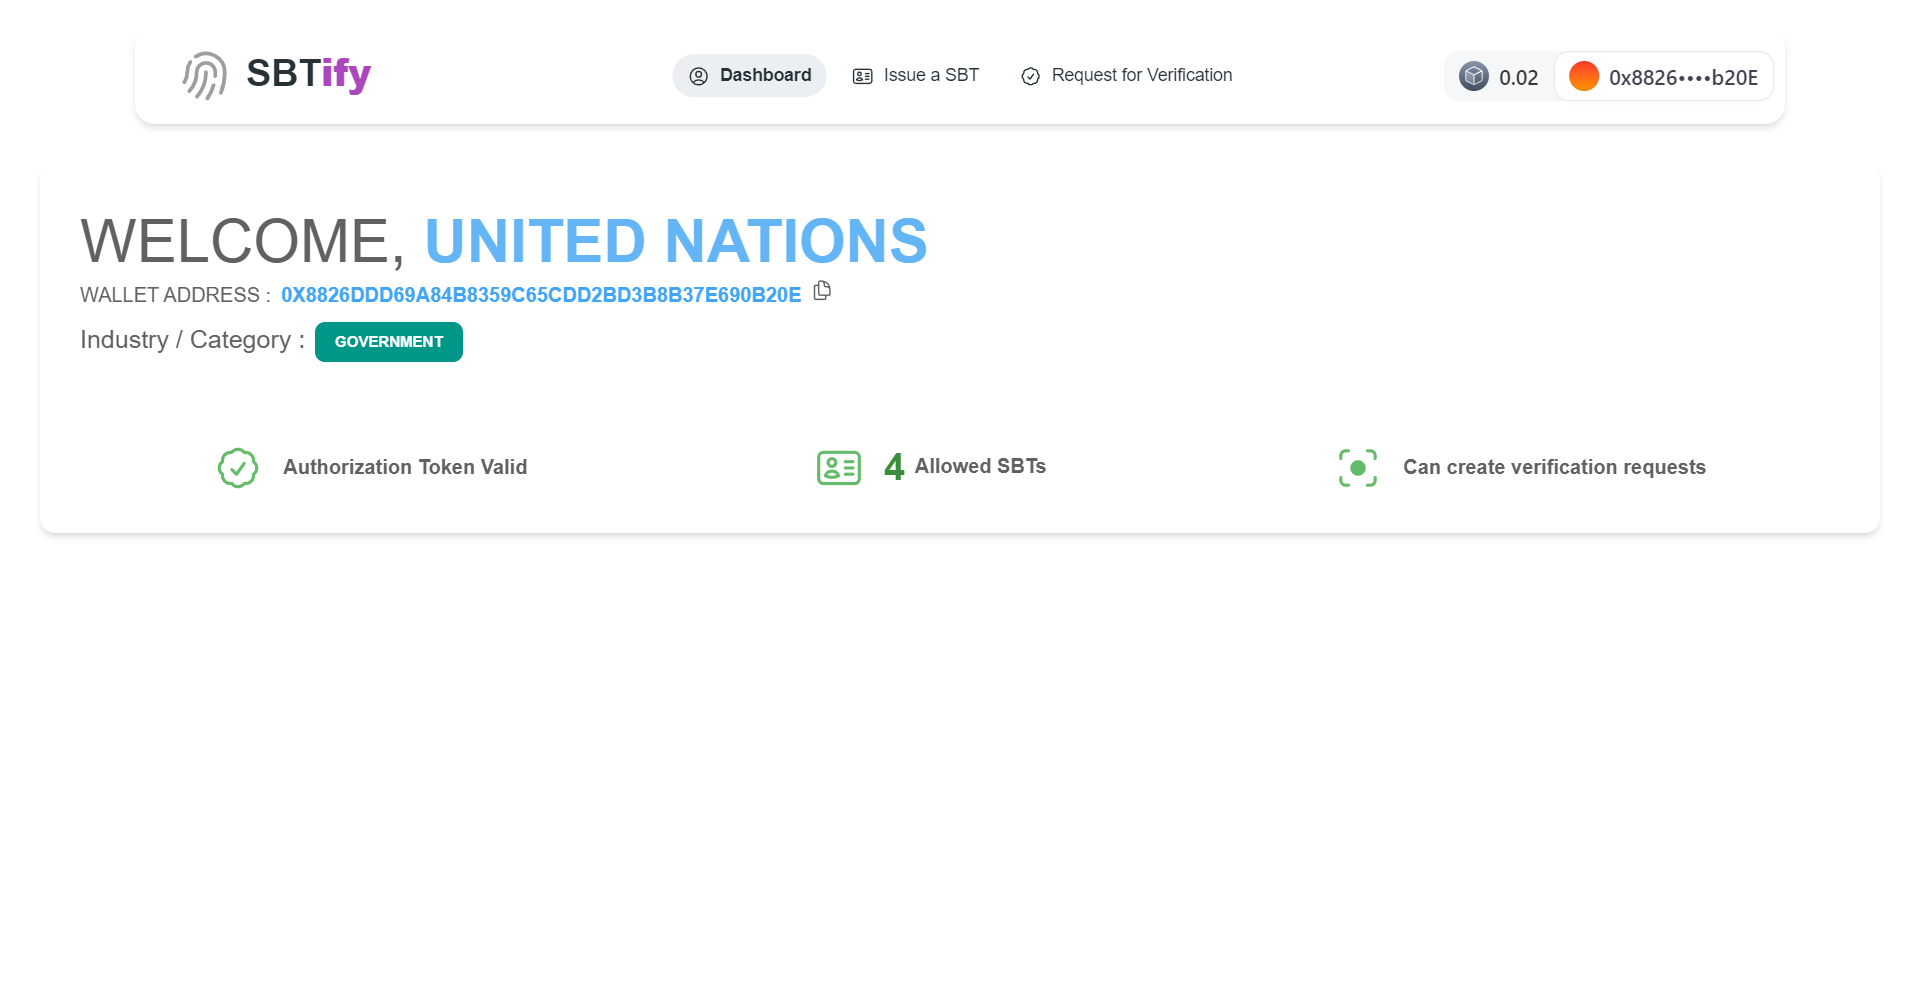 SBTify
Dashboard
Issue a SBT
Request for Verification
0.02
0x8826••••b20E
WELCOME, UNITED NATIONS
WALLET ADDRESS : 0X8826DDD69A84B8359C65CDD2BD3B8B37E690B20E
Industry / Category : GOVERNMENT
Authorization Token Valid
4 Allowed SBTs
Can create verification requests